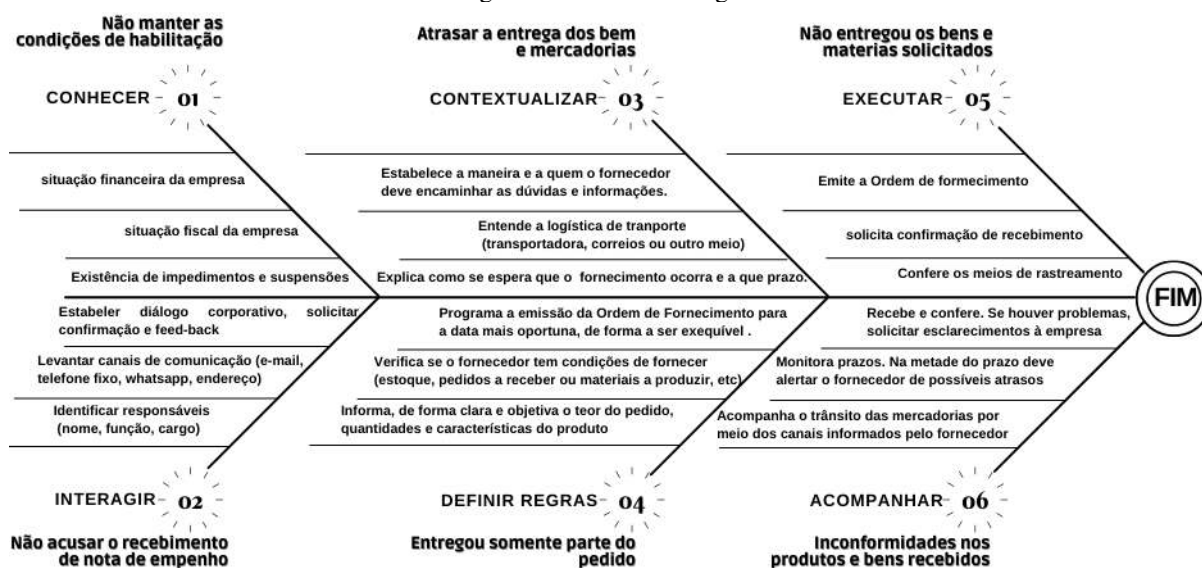 Não manter as
condições de habilitação
CONHECER 01
situação financeira da empresa
situação fiscal da empresa
Existência de impedimentos e suspensões
Atrasar a entrega dos bem
e mercadorias
CONTEXTUALIZAR 03
Estabelece a maneira e a quem o fornecedor
deve encaminhar as dúvidas e informações.
Entende a logística de tranporte
(transportadora, correios ou outro meio)
Explica como se espera que o fornecimento ocorra e a que prazo.
Não entregou os bens e
materias solicitados
EXECUTAR 05
Emite a Ordem de formecimento
solicita confirmação de recebimento
Confere os meios de rastreamento
FIM
Estabeler diálogo corporativo, solicitar
confirmação e feed-back
Levantar canais de comunicação (e-mail,
telefone fixo, whatsapp, endereço)
Identificar responsáveis
(nome, função, cargo)
INTERAGIR 02
Não acusar o recebimento
de nota de empenho
Programa a emissão da Ordem de Fornecimento para
a data mais oportuna, de forma a ser exequível .
Verifica se o fornecedor tem condições de fornecer
(estoque, pedidos a receber ou materiais a produzir, etc)
Informa, de forma clara e objetiva o teor do pedido,
quantidades e características do produto
DEFINIR REGRAS 04
Entregou somente parte do
pedido
Recebe e confere. Se houver problemas,
solicitar esclarecimentos à empresa
Monitora prazos. Na metade do prazo deve
alertar o fornecedor de possíveis atrasos
Acompanha o trânsito das mercadorias por
meio dos canais informados pelo fornecedor
ACOMPANHAR 06
Inconformidades nos
produtos e bens recebidos